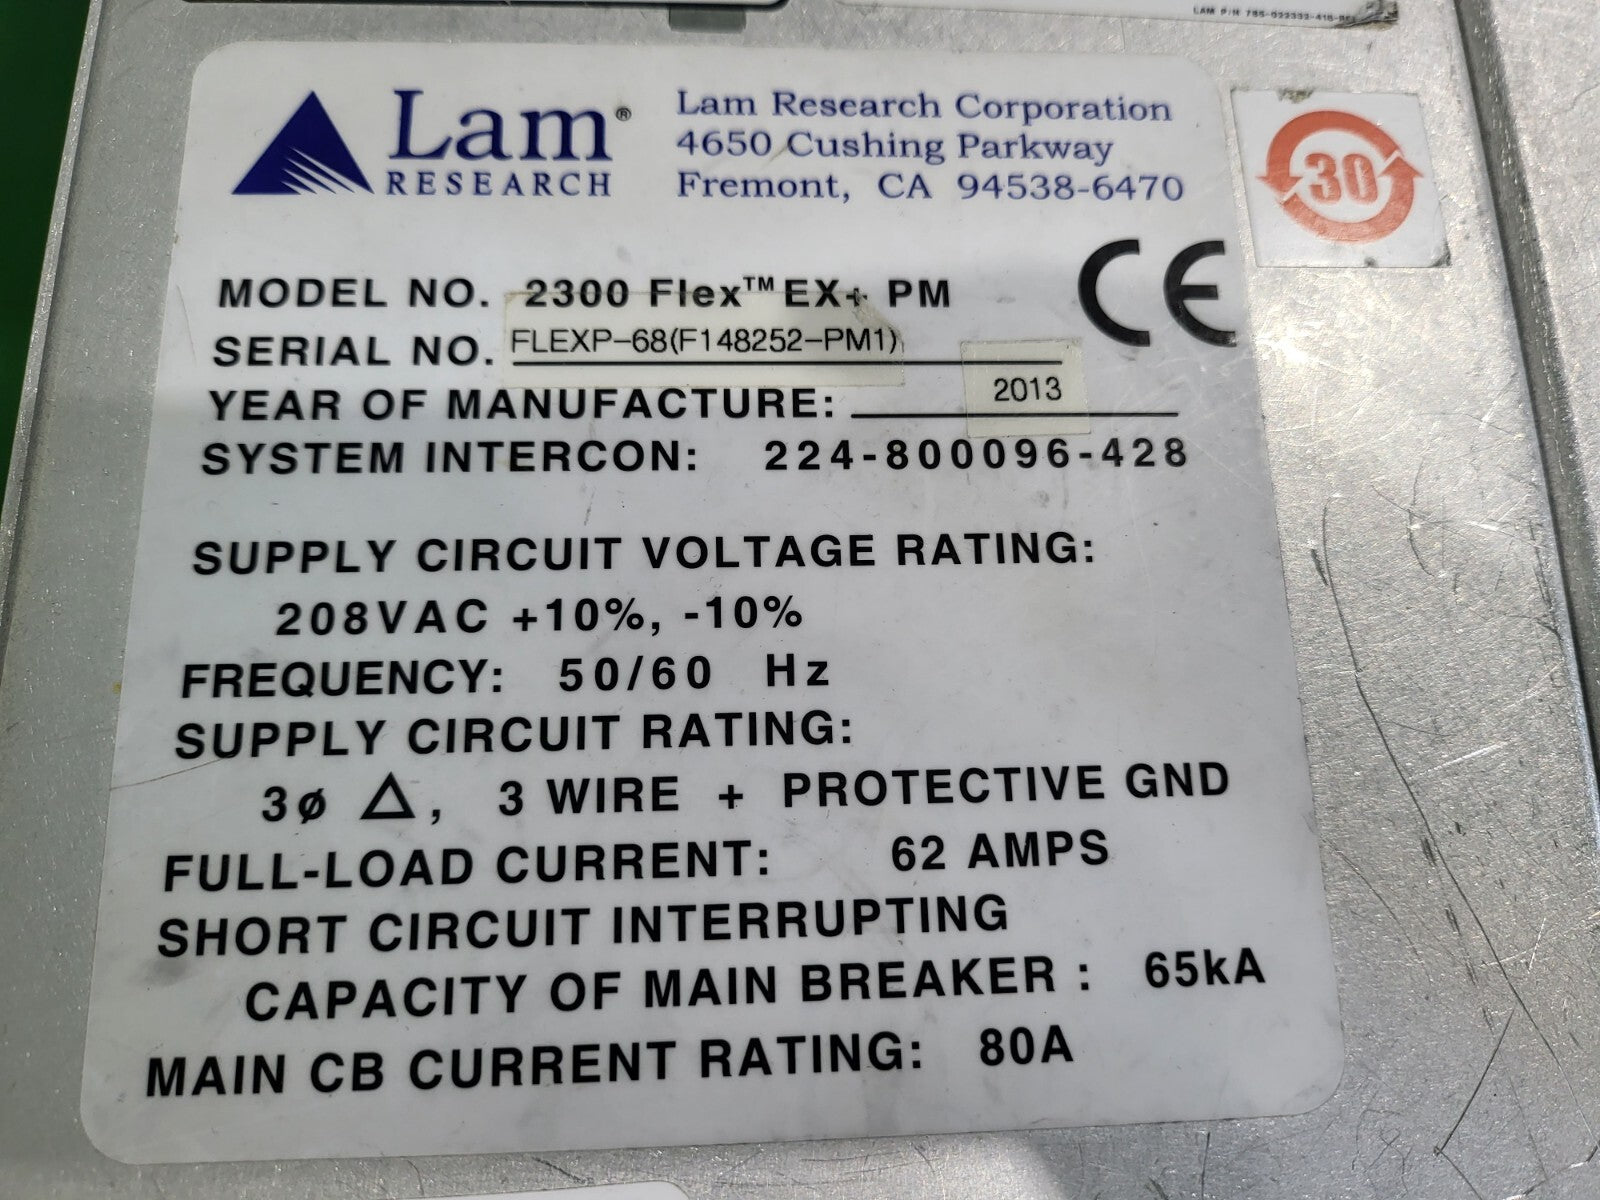 Lam®
RESEARCH
Lam Research Corporation
4650 Cushing Parkway
Fremont, CA 94538-6470
30
MODEL NO. 2300 Flex™ EX+ PM
CE
SERIAL NO. FLEXP-68(F148252-PM1)
YEAR OF MANUFACTURE: 2013
SYSTEM INTERCON: 224-800096-428
SUPPLY CIRCUIT VOLTAGE RATING:
208VAC +10%, -10%
FREQUENCY: 50/60 Hz
SUPPLY CIRCUIT RATING:
3ø Δ, 3 WIRE + PROTECTIVE GND
FULL-LOAD CURRENT: 62 AMPS
SHORT CIRCUIT INTERRUPTING
CAPACITY OF MAIN BREAKER : 65kA
MAIN CB CURRENT RATING: 80A